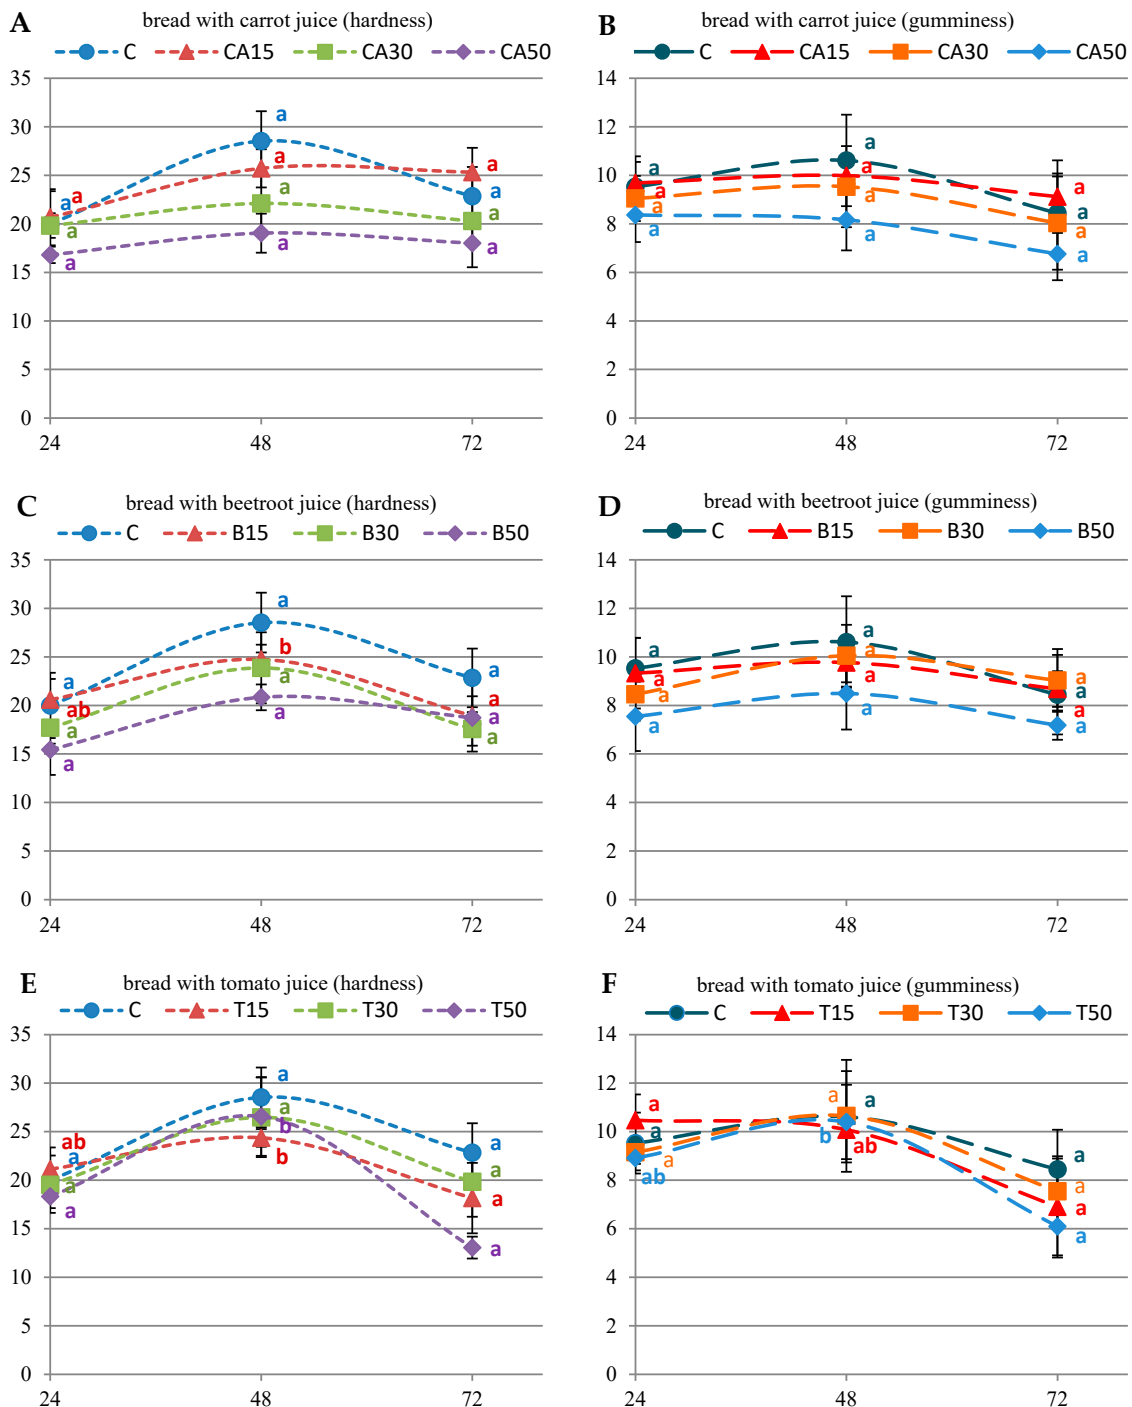 A bread with carrot juice (hardness)
C CA15 CA30 CA50
35
30
25
20
15
10
5
0
24 48 72
a a a a
a a a a
a a a a
B bread with carrot juice (gumminess)
C CA15 CA30 CA50
14
12
10
8
6
4
2
0
24 48 72
a a a a
a a a a
a a a a
C bread with beetroot juice (hardness)
C B15 B30 B50
35
30
25
20
15
10
5
0
24 48 72
a ab a a
a b a a
a a a a
D bread with beetroot juice (gumminess)
C B15 B30 B50
14
12
10
8
6
4
2
0
24 48 72
a a a a
a a a a
a a a a
E bread with tomato juice (hardness)
C T15 T30 T50
35
30
25
20
15
10
5
0
24 48 72
ab a a a
a a b b
a a a a
F bread with tomato juice (gumminess)
C T15 T30 T50
14
12
10
8
6
4
2
0
24 48 72
a a a ab
a a b ab
a a a a